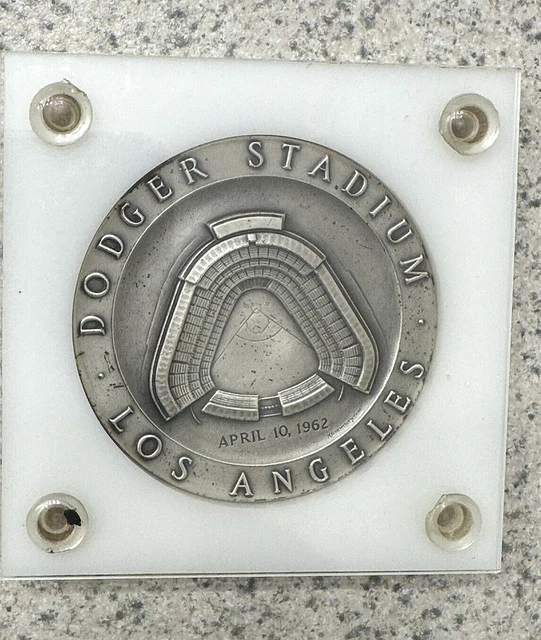 DODGER STADIUM
APRIL 10, 1962
· LOS ANGELES ·